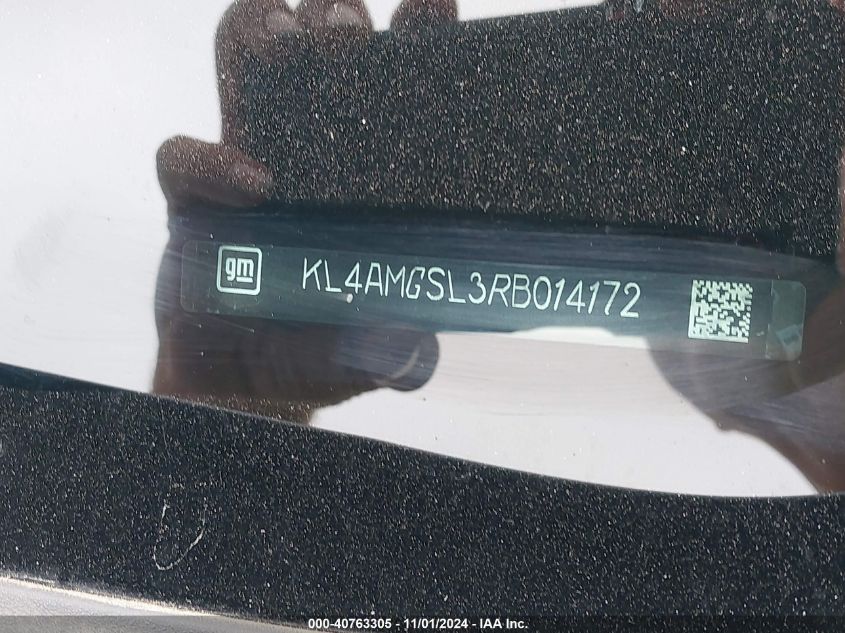 gm
KL4AMGSL3RB014172
000-40763305 - 11/01/2024 - IAA Inc.